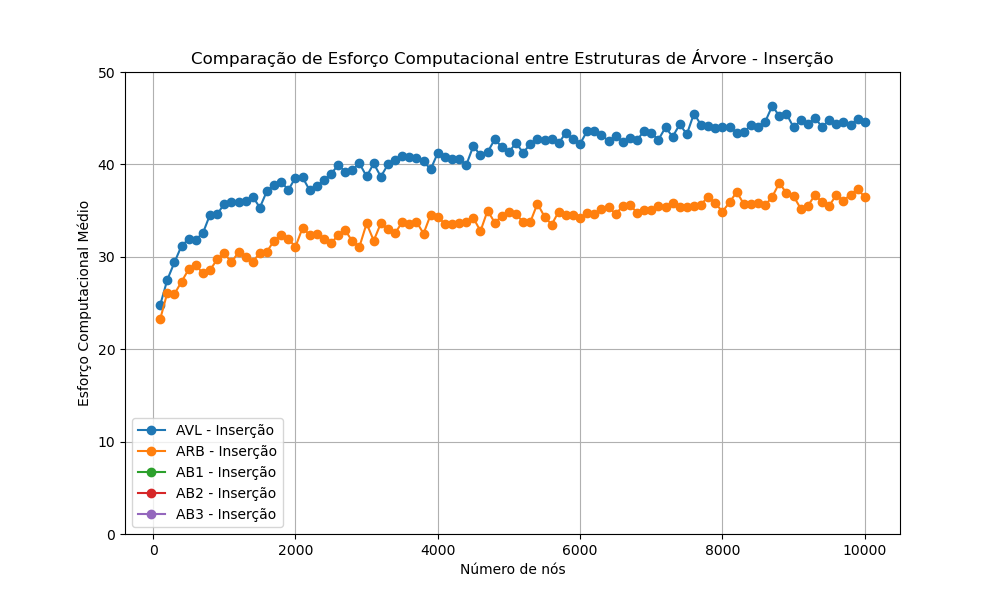 Comparação de Esforço Computacional entre Estruturas de Árvore - Inserção
50
40
30
20
10
0
Esforço Computacional Médio
AVL - Inserção
ARB - Inserção
AB1 - Inserção
AB2 - Inserção
AB3 - Inserção
0 2000 4000 6000 8000 10000
Número de nós